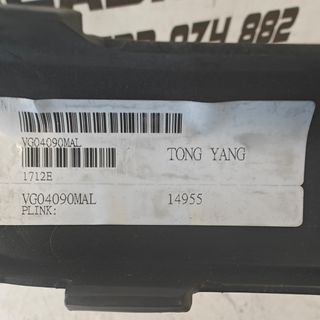 074 882
N
VG04090MAL
TONG YANG
1712E
VG04090MAL 14955
PLINK: